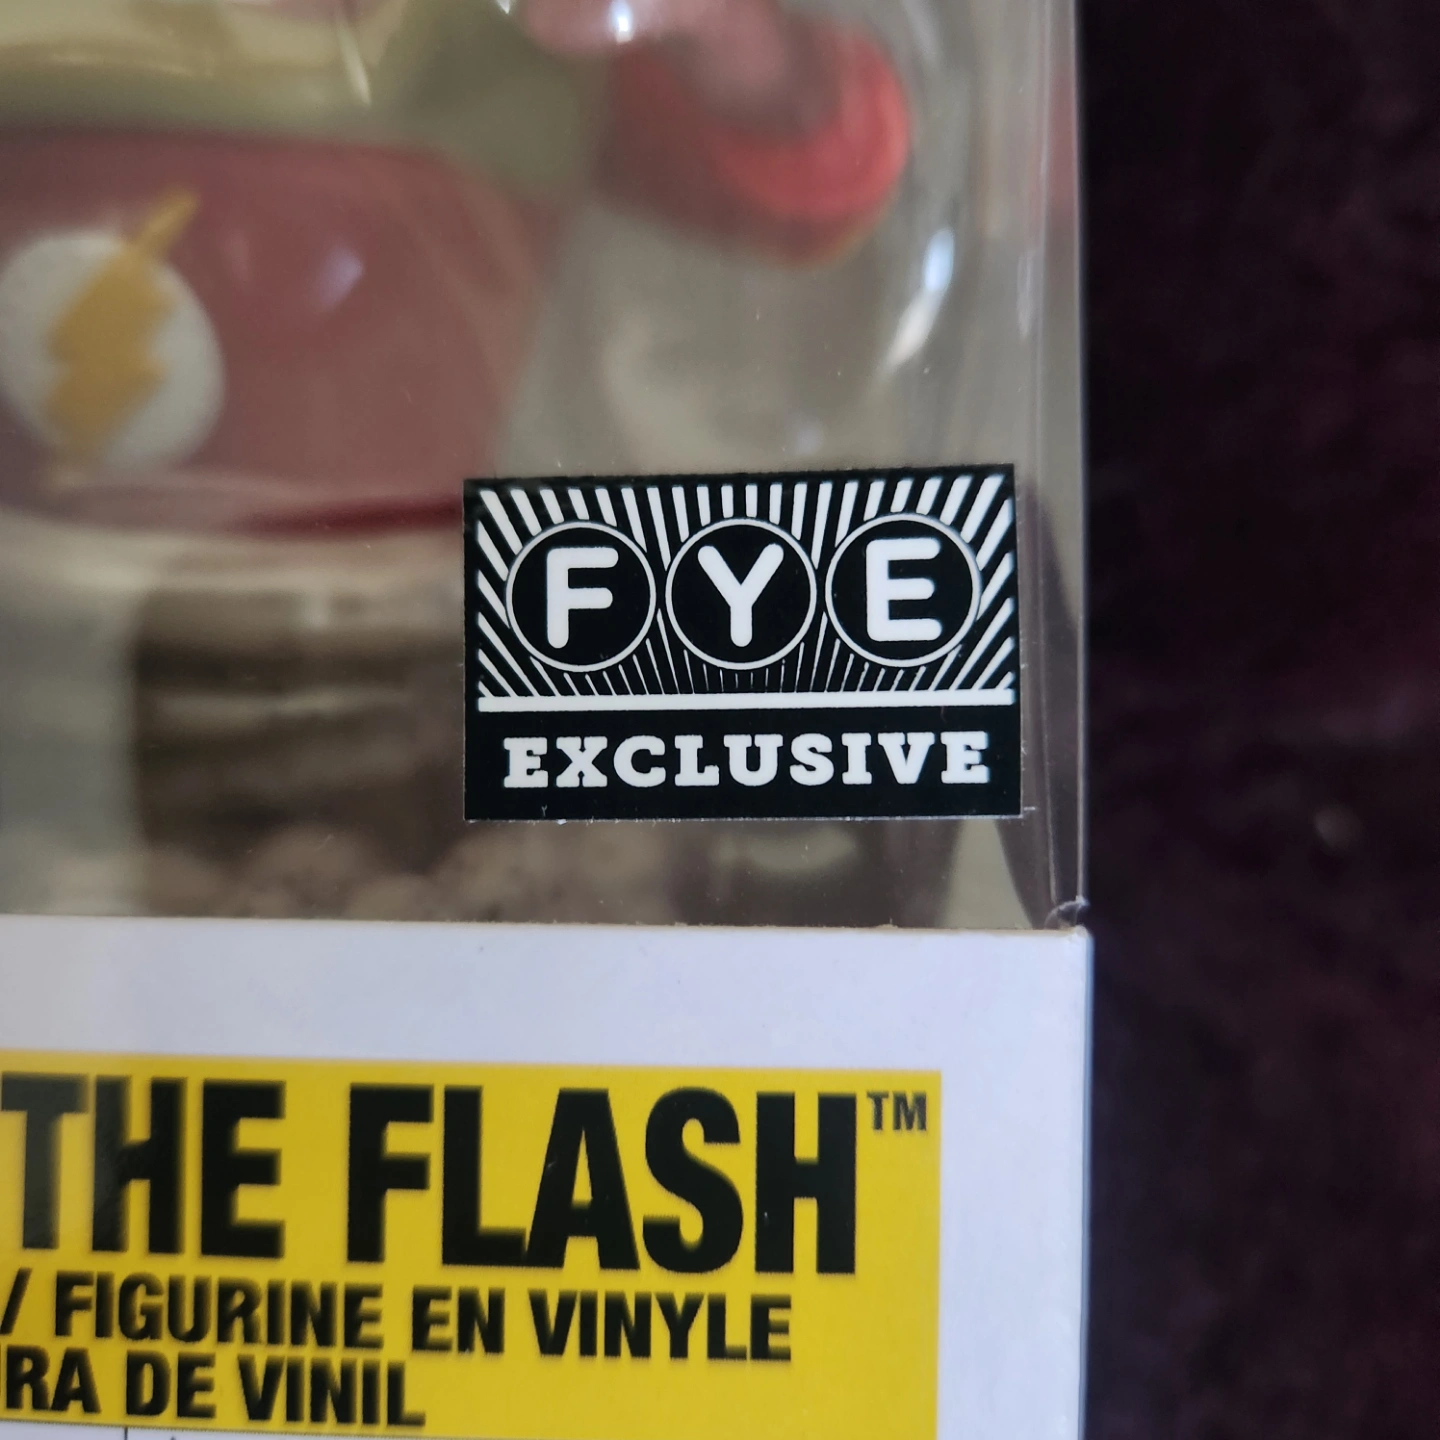 FYE
EXCLUSIVE
THE FLASH™
/ FIGURINE EN VINYLE
RA DE VINIL